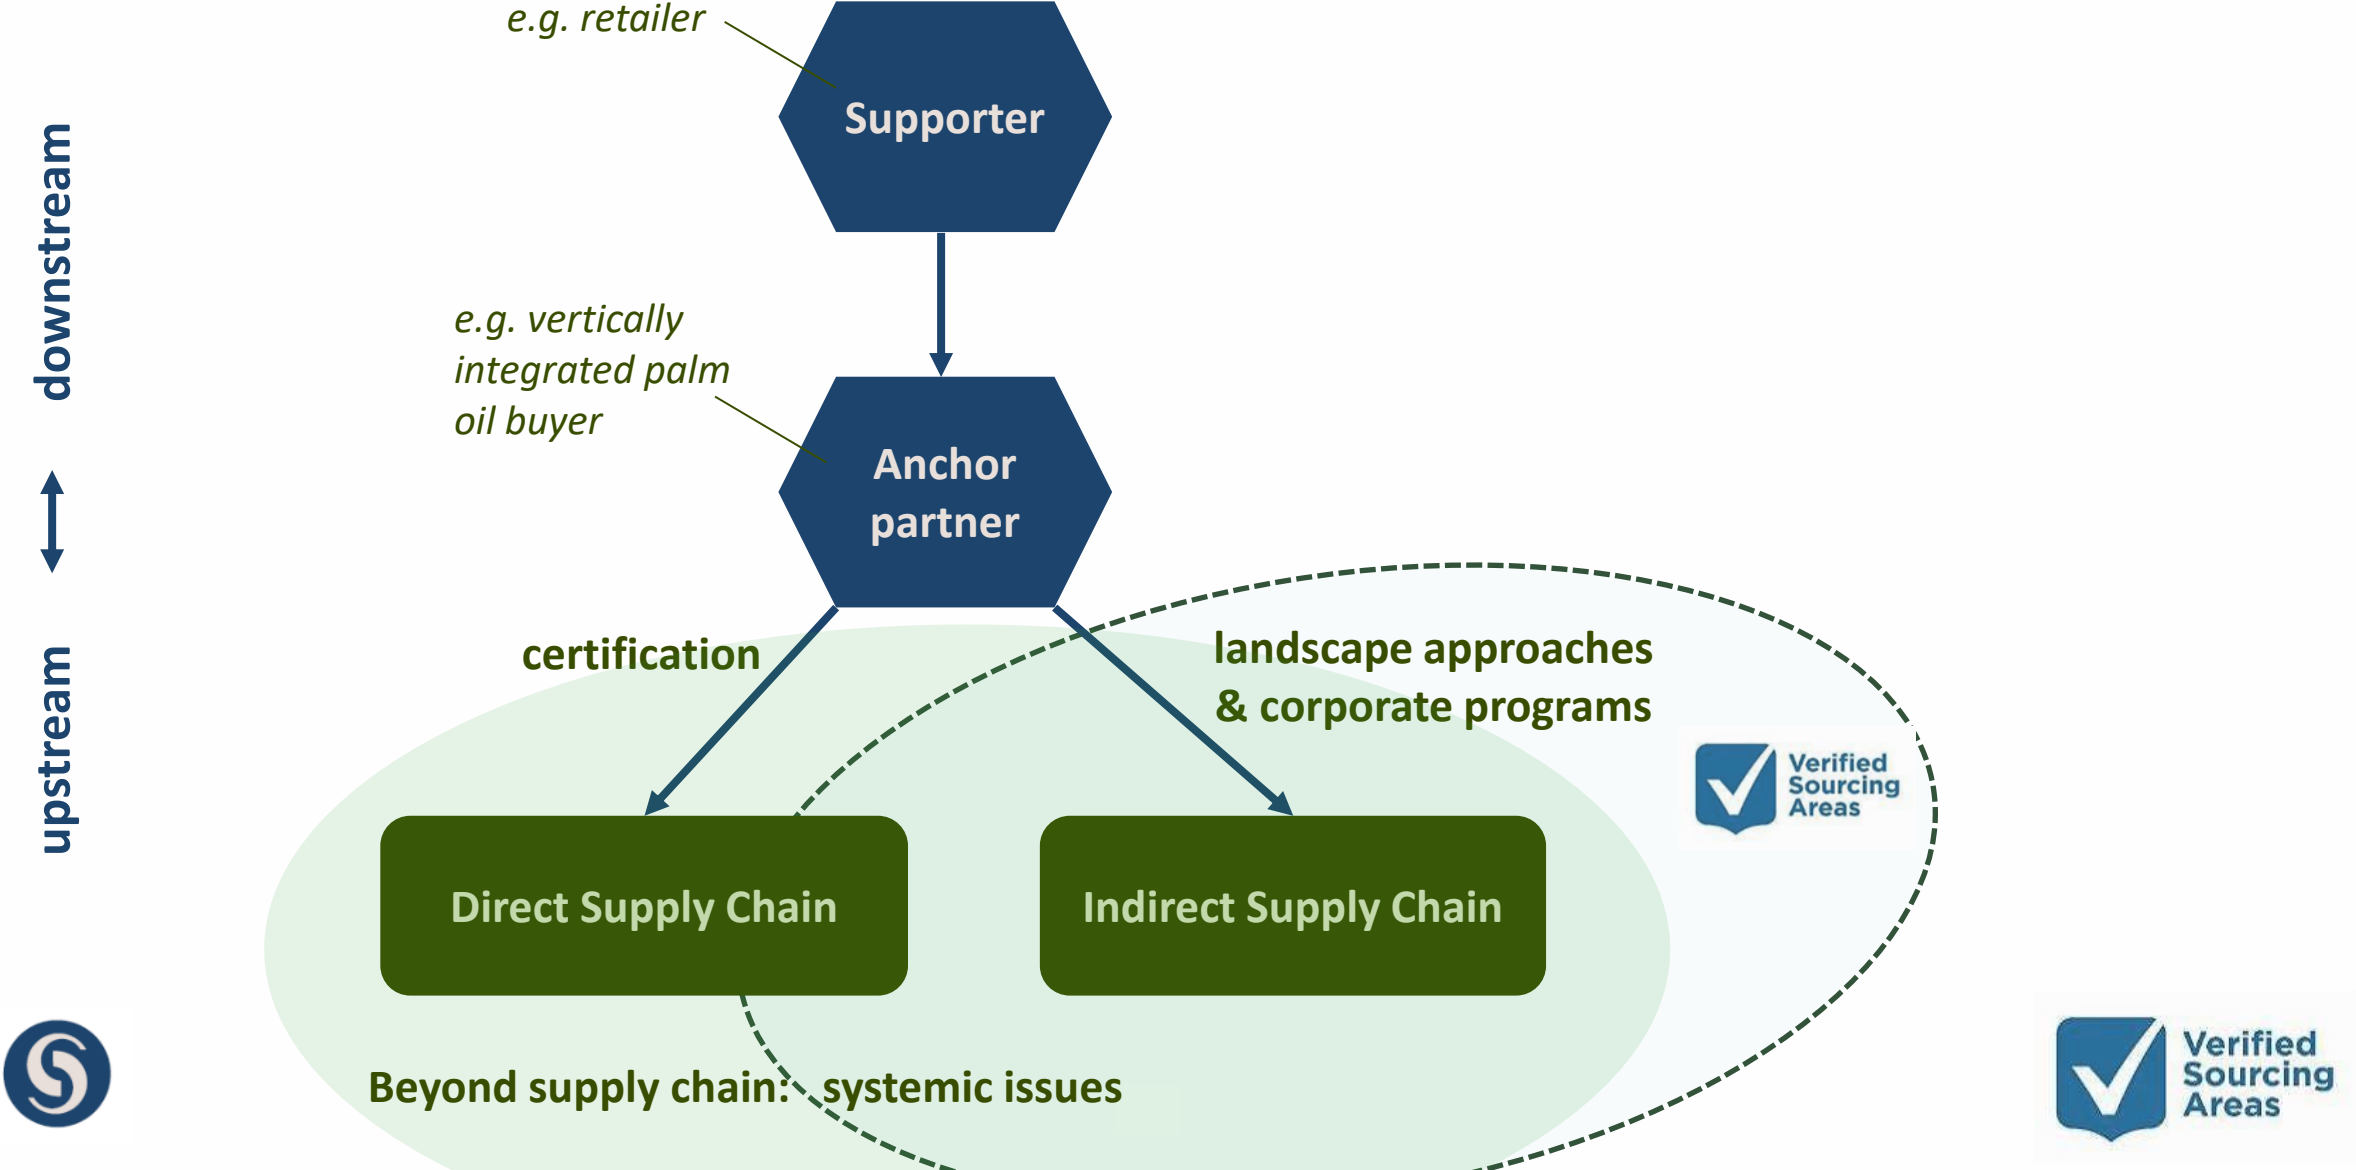 e.g. retailer
Supporter
downstream
e.g. vertically
integrated palm
oil buyer
Anchor
partner
upstream
certification
landscape approaches
& corporate programs
Verified
Sourcing
Areas
Direct Supply Chain
Indirect Supply Chain
Beyond supply chain: systemic issues
Verified
Sourcing
Areas